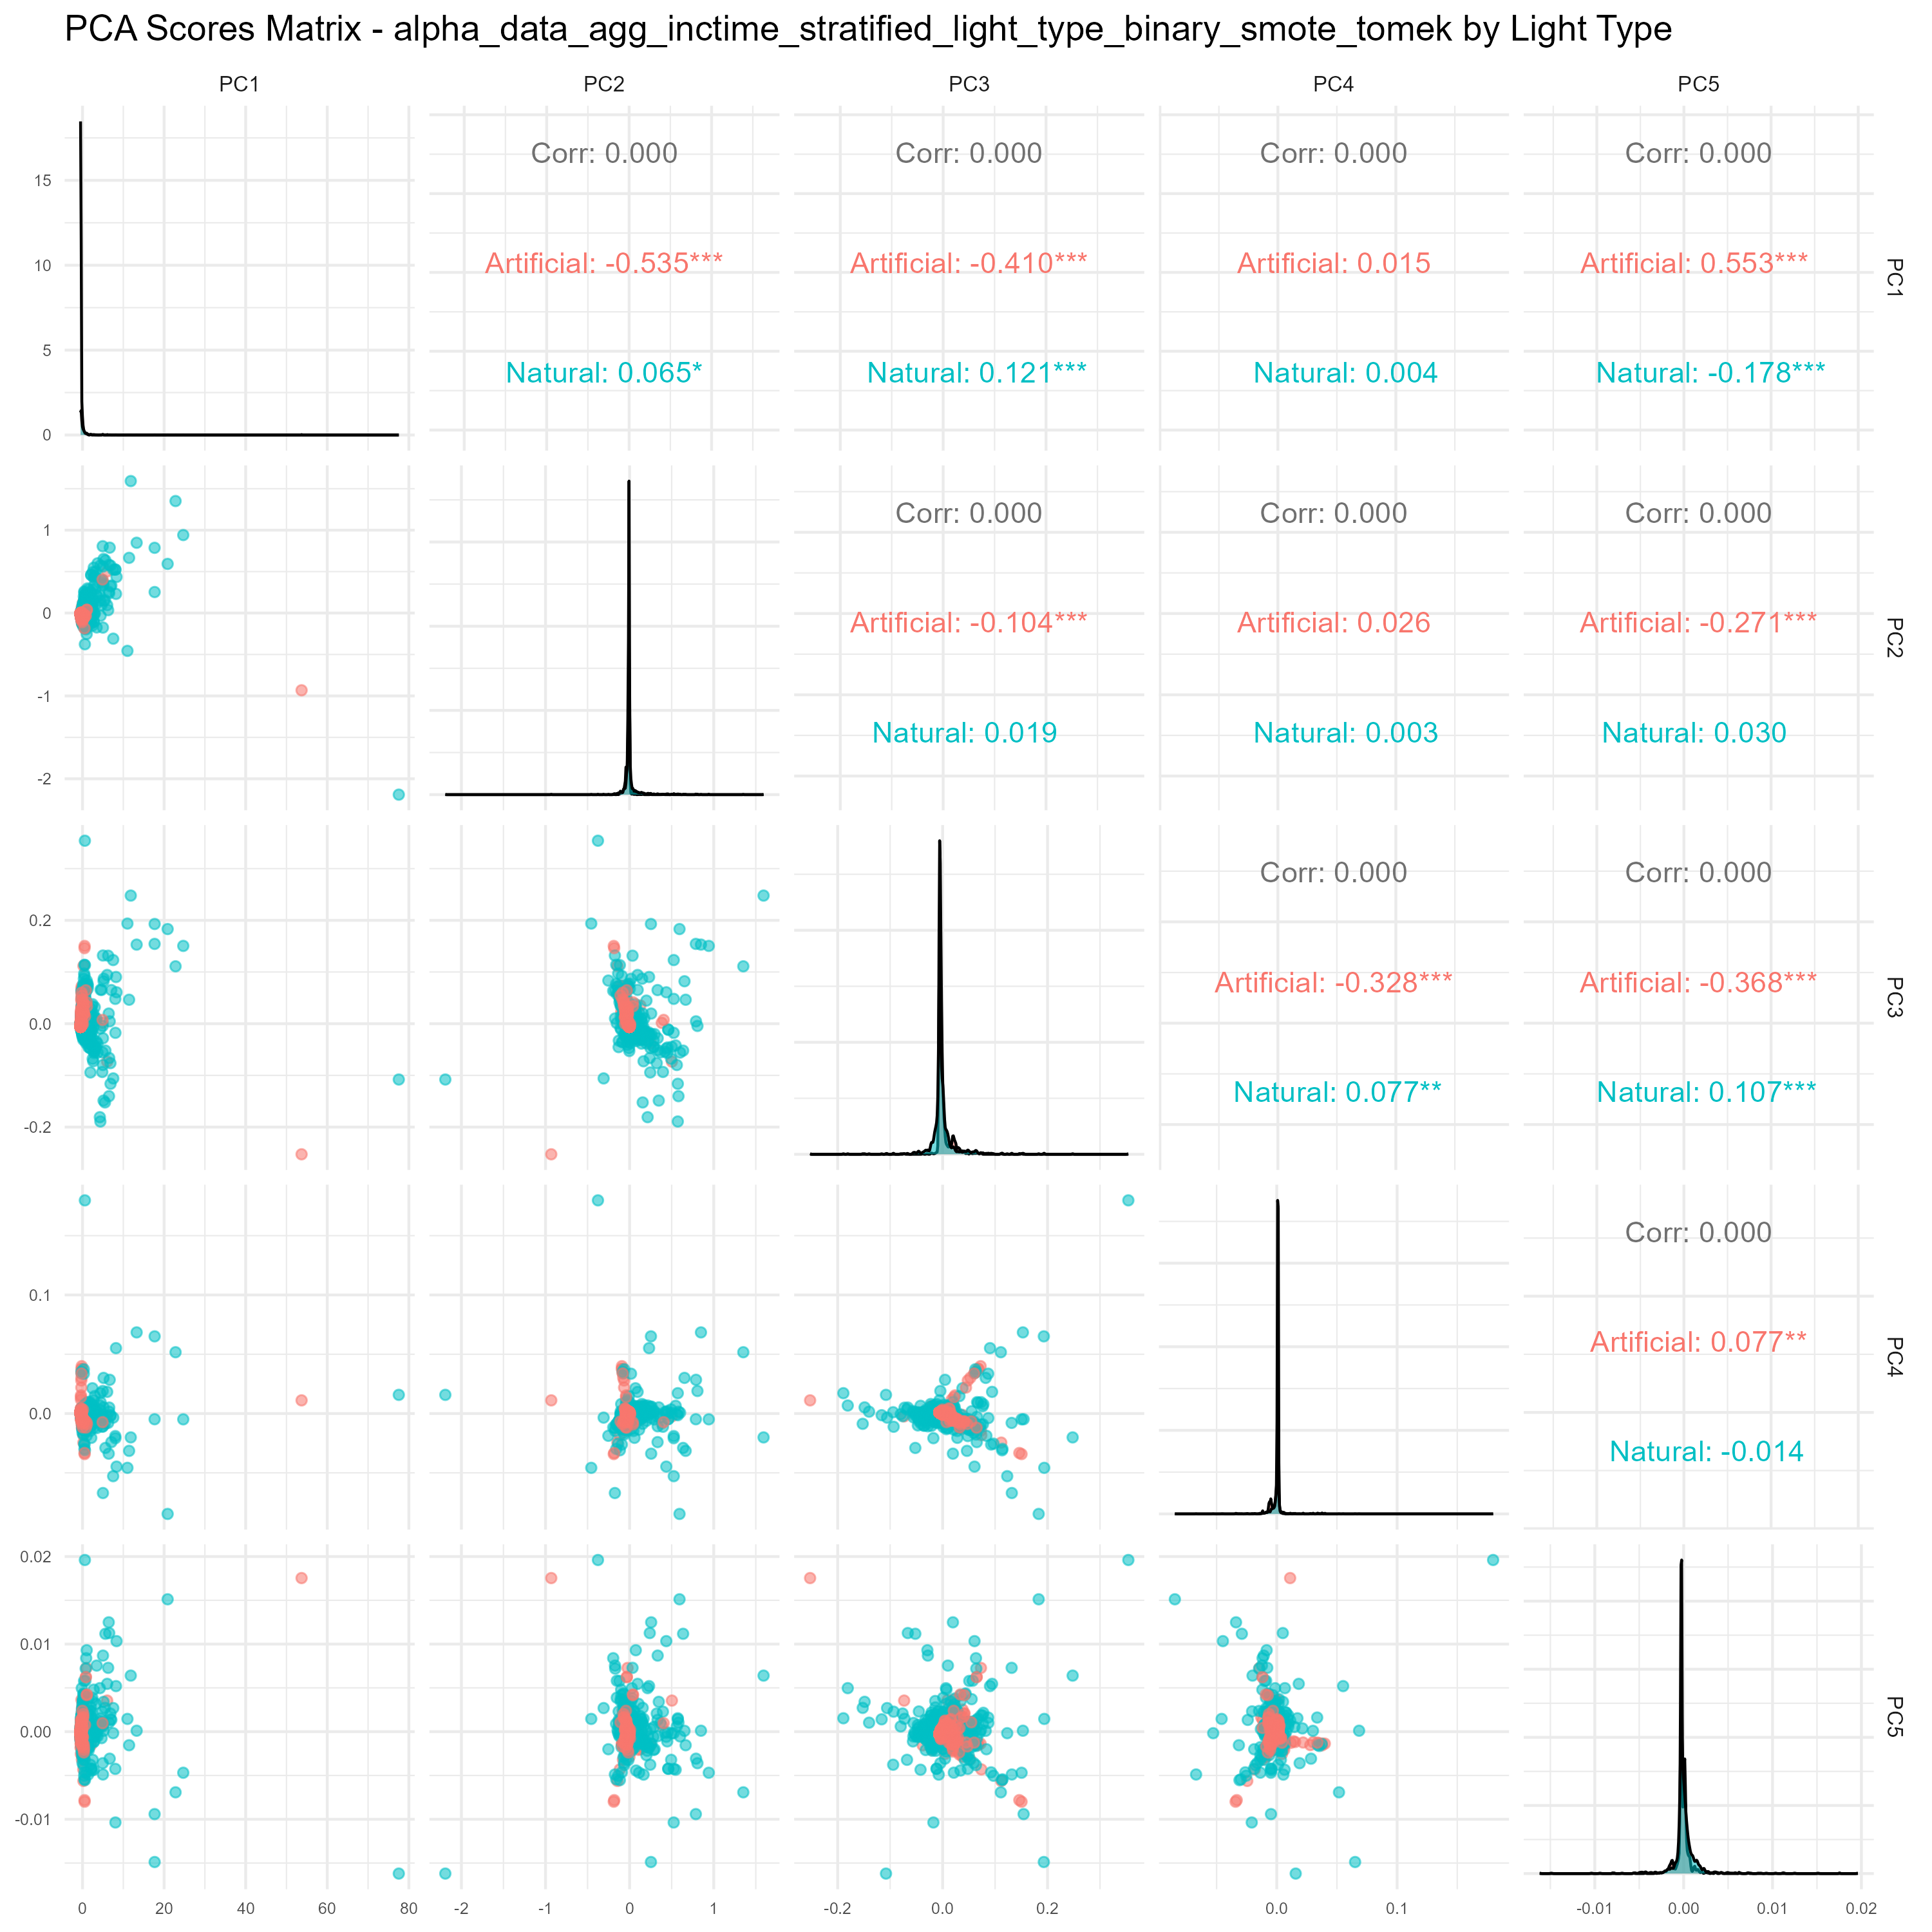 PCA Scores Matrix - alpha_data_agg_inctime_stratified_light_type_binary_smote_tomek by Light Type
PC1 PC2 PC3 PC4 PC5
15
10
5
0
Corr: 0.000
Artificial: -0.535***
Natural: 0.065*
Corr: 0.000
Artificial: -0.410***
Natural: 0.121***
Corr: 0.000
Artificial: 0.015
Natural: 0.004
Corr: 0.000
Artificial: 0.553***
Natural: -0.178***
PC1
1
0
-1
-2
Corr: 0.000
Artificial: -0.104***
Natural: 0.019
Corr: 0.000
Artificial: 0.026
Natural: 0.003
Corr: 0.000
Artificial: -0.271***
Natural: 0.030
PC2
0.2
0.0
-0.2
Corr: 0.000
Artificial: -0.328***
Natural: 0.077**
Corr: 0.000
Artificial: -0.368***
Natural: 0.107***
PC3
0.1
0.0
Corr: 0.000
Artificial: 0.077**
Natural: -0.014
PC4
0.02
0.01
0.00
-0.01
PC5
0 20 40 60 80
-2 -1 0 1
-0.2 0.0 0.2
0.0 0.1
-0.01 0.00 0.01 0.02